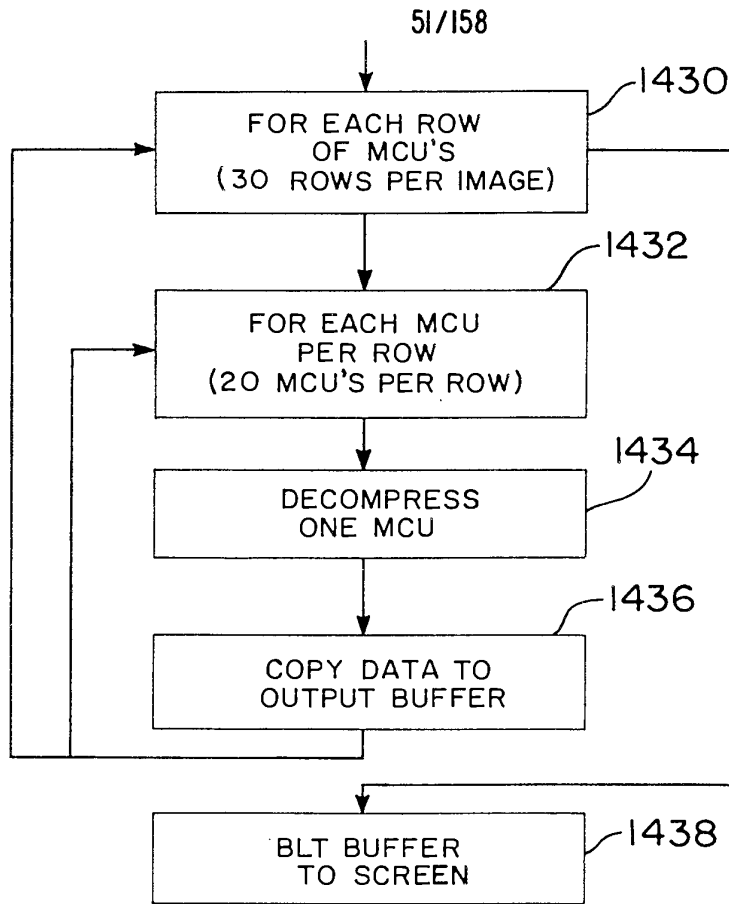 51/158
1430
FOR EACH ROW
OF MCU'S
(30 ROWS PER IMAGE)
1432
FOR EACH MCU
PER ROW
(20 MCU'S PER ROW)
1434
DECOMPRESS
ONE MCU
1436
COPY DATA TO
OUTPUT BUFFER
1438
BLT BUFFER
TO SCREEN